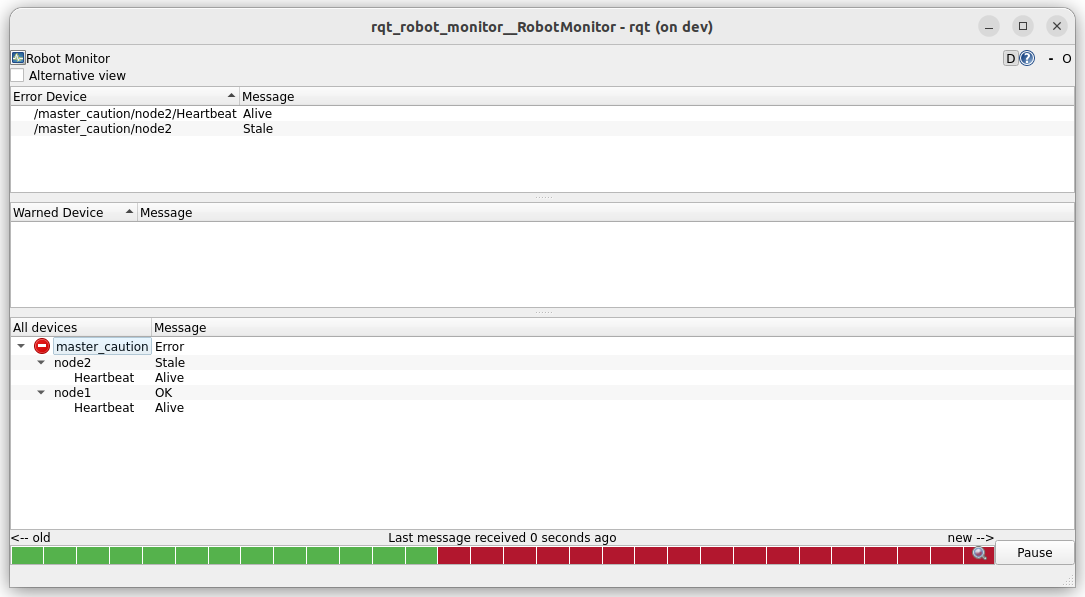 rqt_robot_monitor__RobotMonitor - rqt (on dev)
Robot Monitor D ? - O
Alternative view
Error Device Message
/master_caution/node2/Heartbeat Alive
/master_caution/node2 Stale
Warned Device Message
All devices Message
master_caution Error
node2 Stale
Heartbeat Alive
node1 OK
Heartbeat Alive
<-- old Last message received 0 seconds ago new -->
Pause